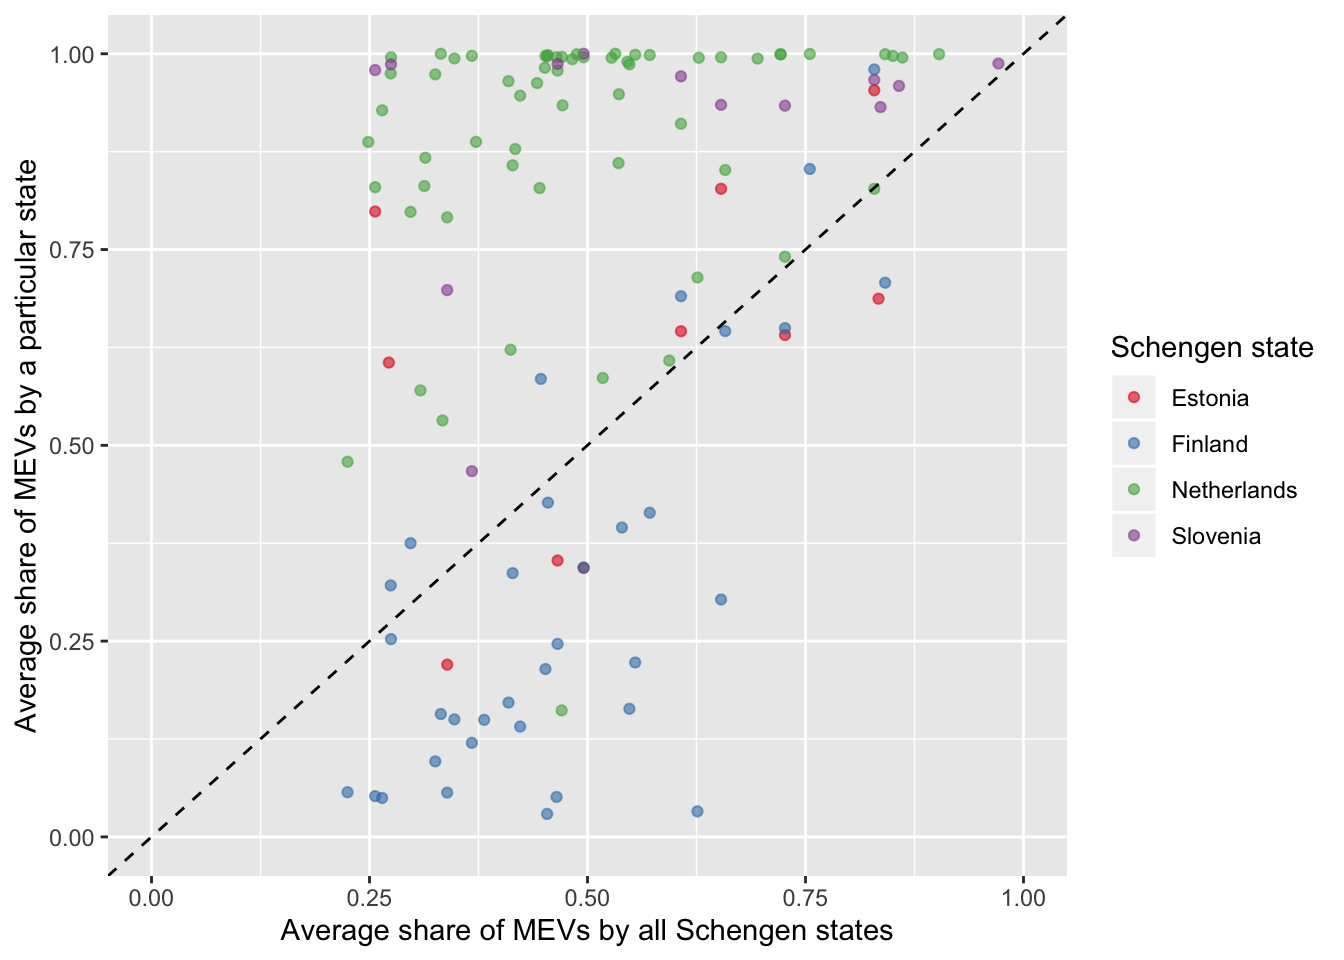 1.00
0.75
0.50
0.25
0.00
Average share of MEVs by a particular state
0.00 0.25 0.50 0.75 1.00
Average share of MEVs by all Schengen states
Schengen state
Estonia
Finland
Netherlands
Slovenia